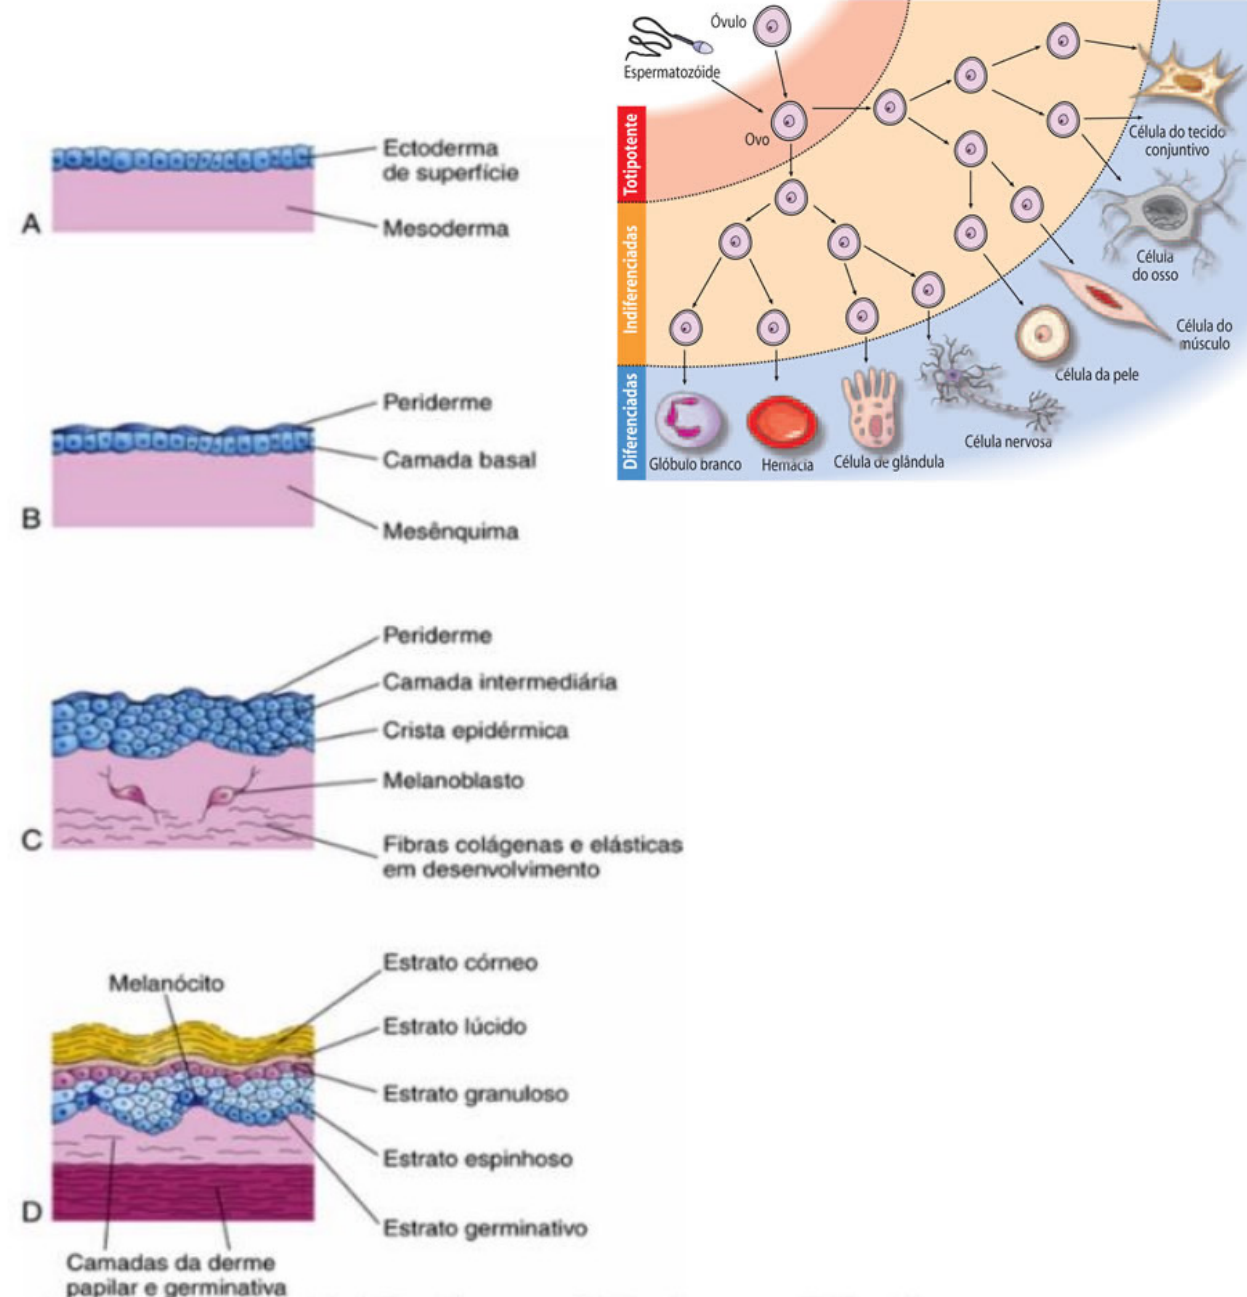 Ectoderma
de superfície
Mesoderma
A
Periderme
Camada basal
Mesênquima
B
Periderme
Camada intermediária
Crista epidérmica
Melanoblasto
Fibras colágenas e elásticas
em desenvolvimento
C
Melanócito
Estrato córneo
Estrato lúcido
Estrato granuloso
Estrato espinhoso
Estrato germinativo
D
Camadas da derme
papilar e germinativa
Óvulo
Espermatozóide
Ovo
Totipotente
Indiferenciadas
Diferenciadas
Célula do tecido
conjuntivo
Célula
do osso
Célula do
músculo
Célula da pele
Célula nervosa
Célula de glândula
Hemácia
Glóbulo branco